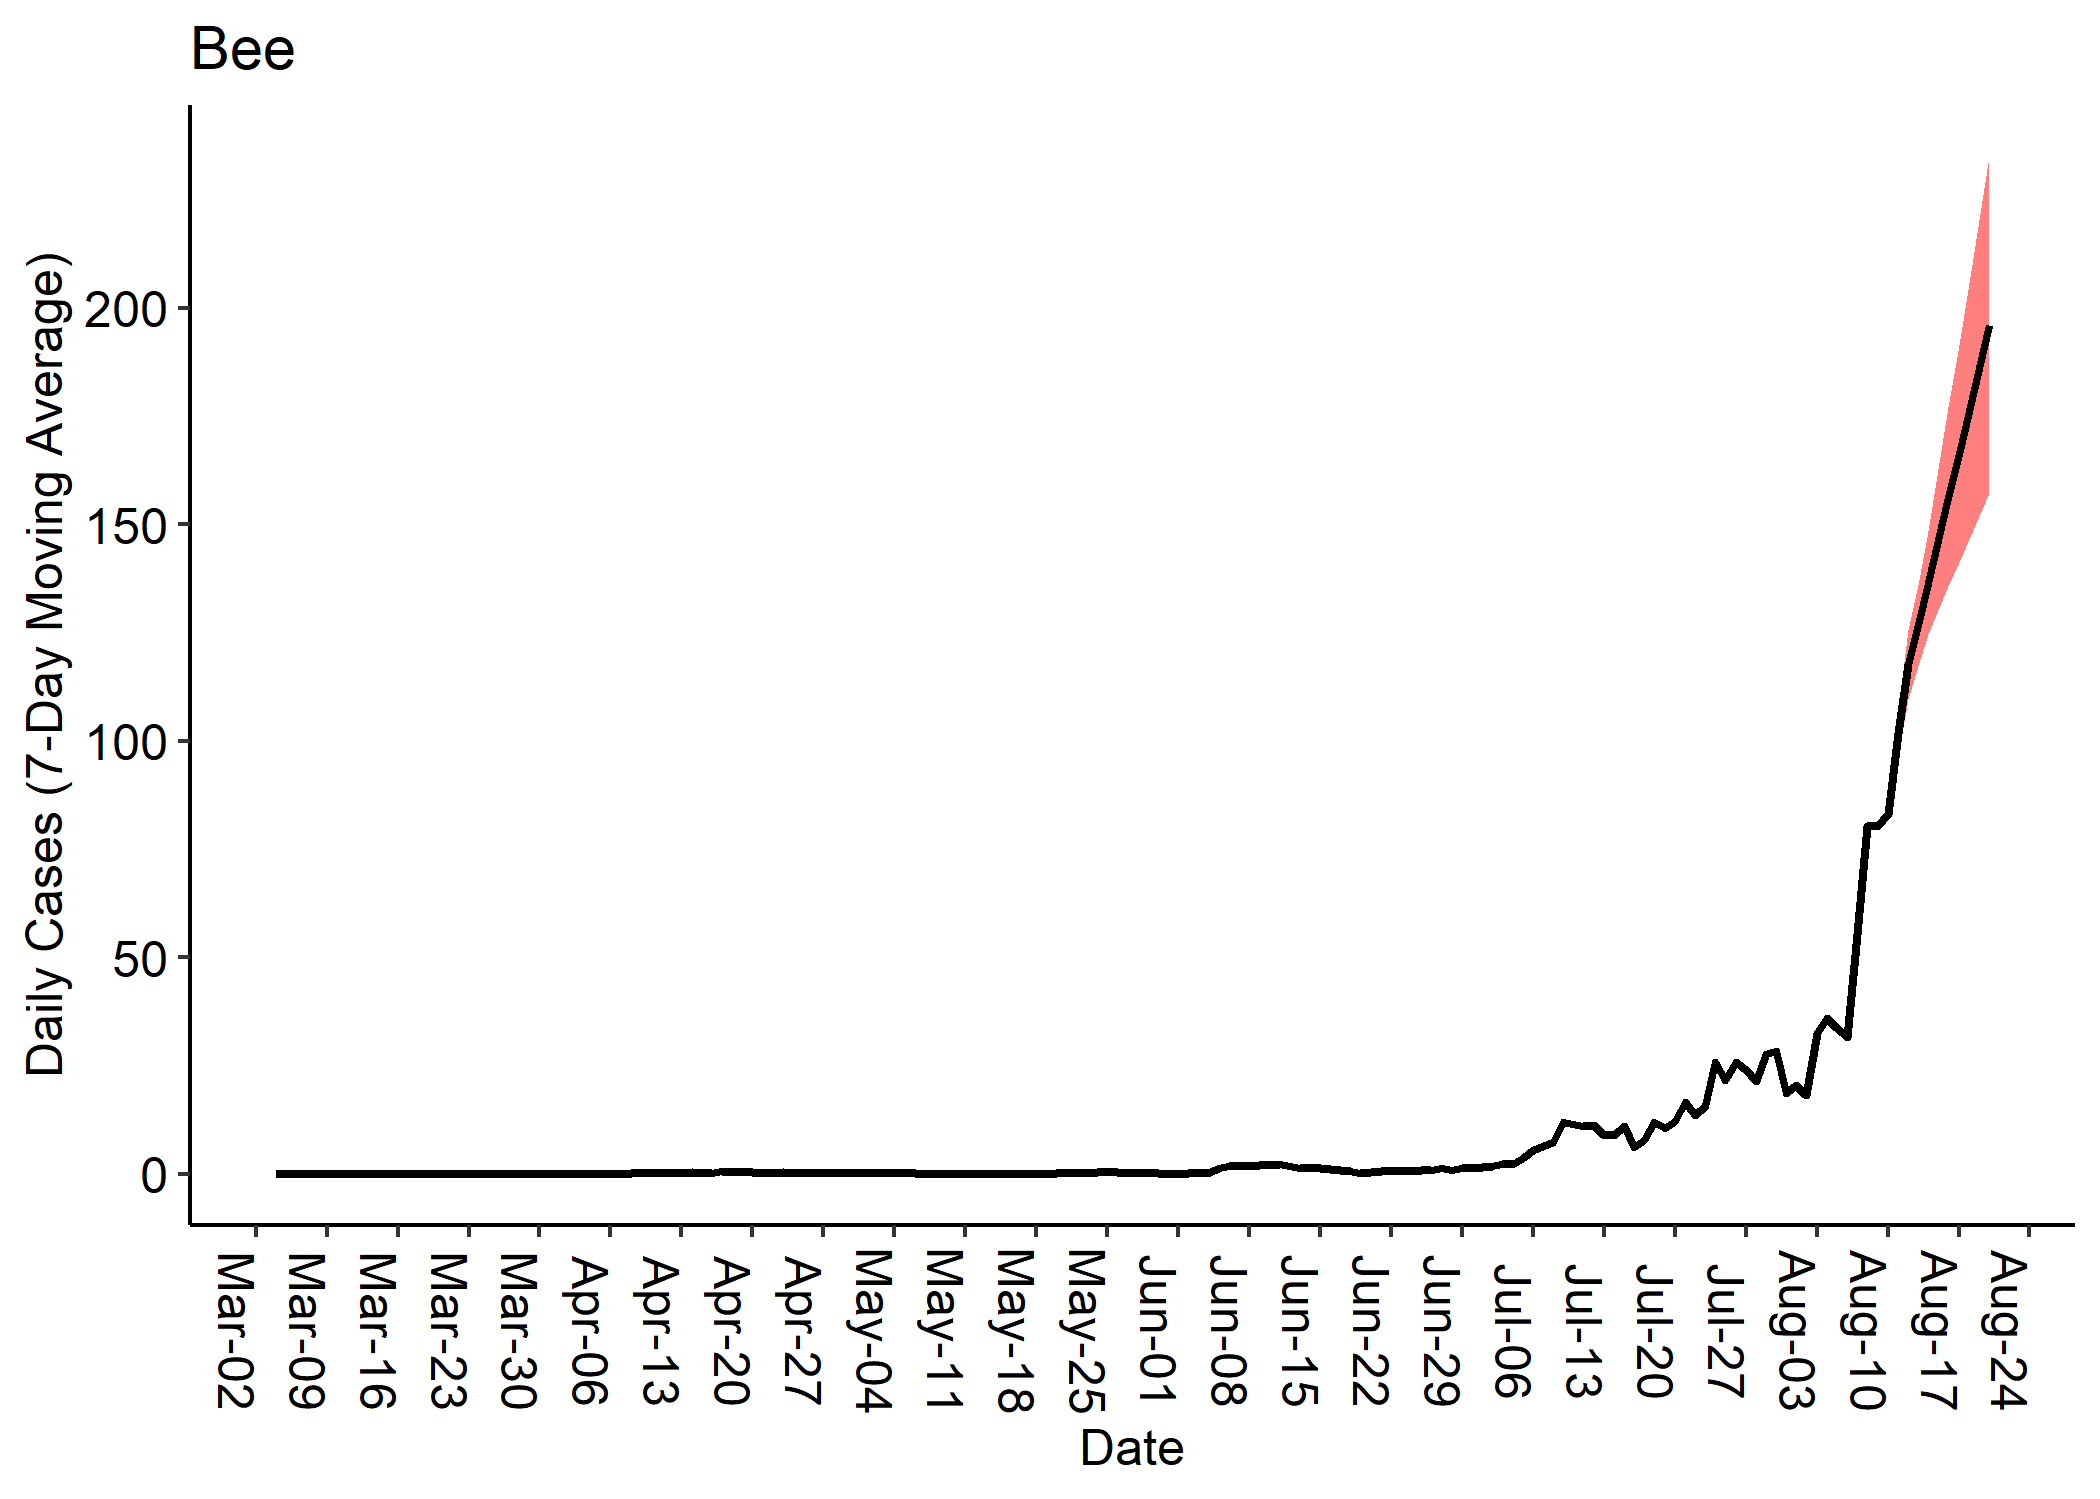 Bee
Daily Cases (7-Day Moving Average)
200
150
100
50
0
Mar-02
Mar-09
Mar-16
Mar-23
Mar-30
Apr-06
Apr-13
Apr-20
Apr-27
May-04
May-11
May-18
May-25
Jun-01
Jun-08
Jun-15
Jun-22
Jun-29
Jul-06
Jul-13
Jul-20
Jul-27
Aug-03
Aug-10
Aug-17
Aug-24
Date